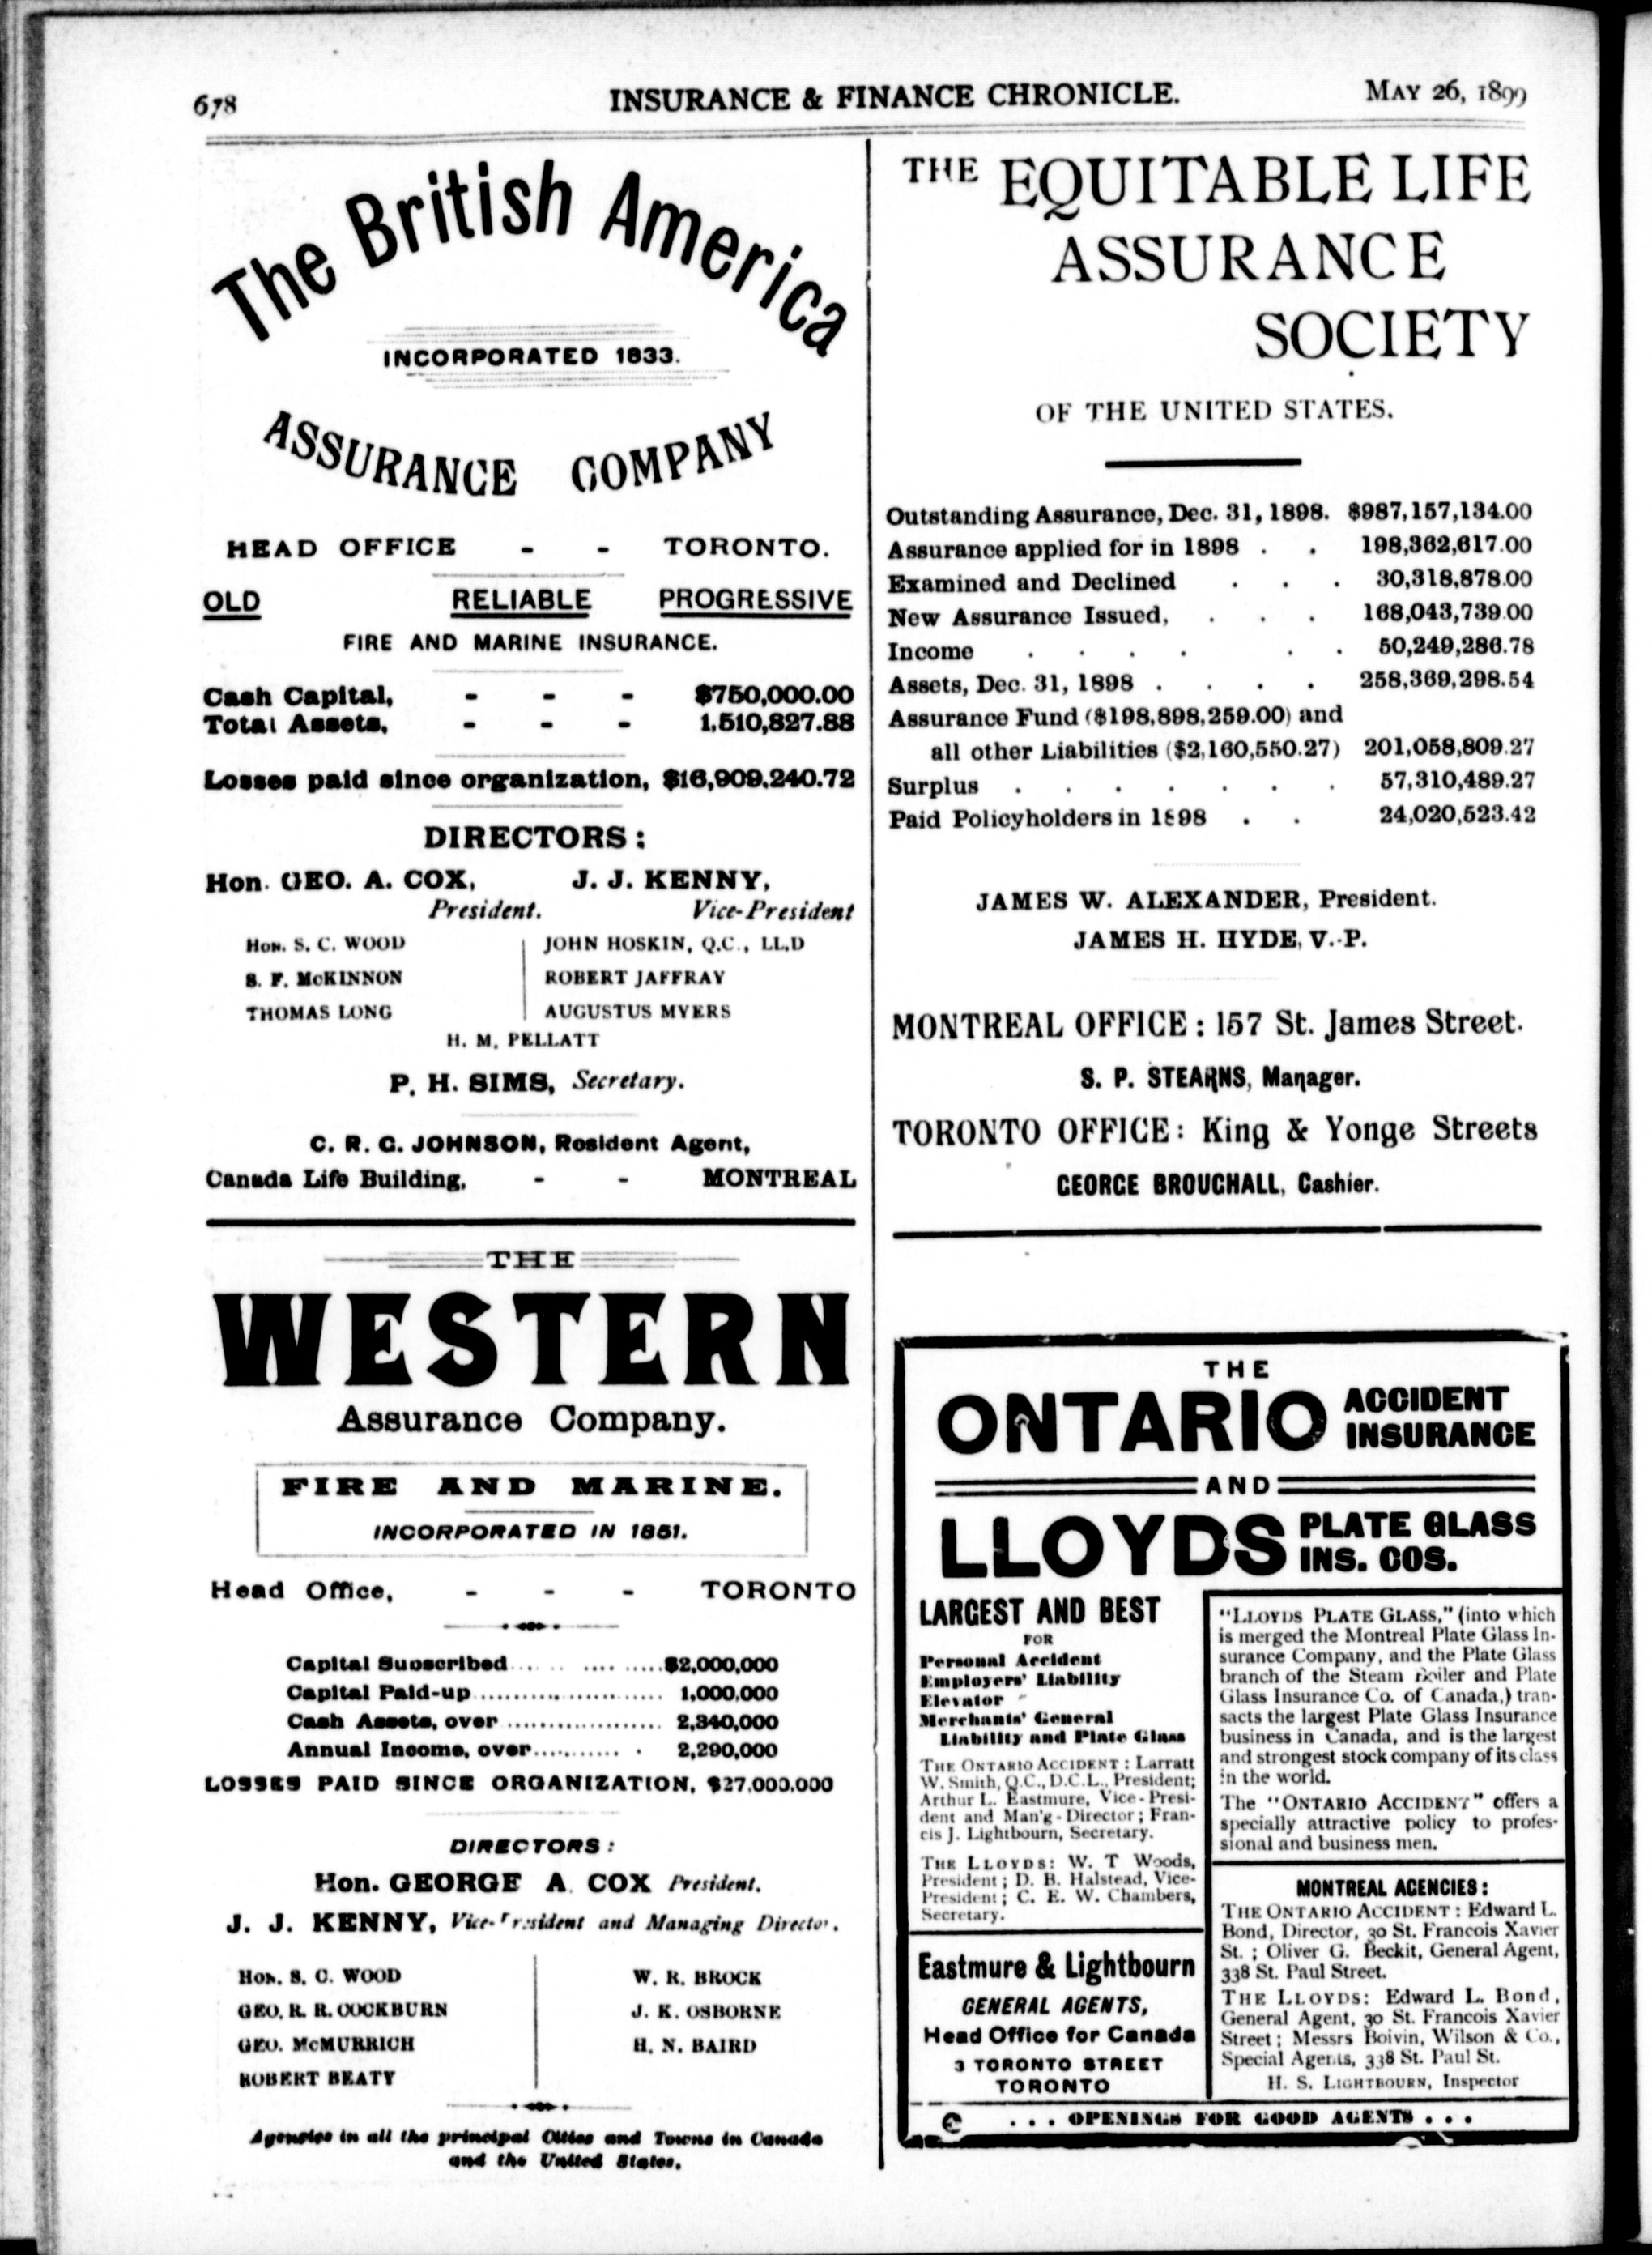 678
INSURANCE & FINANCE CHRONICLE.
MAY 26, 1899
The British America
INCORPORATED 1833.
ASSURANCE COMPANY
HEAD OFFICE - - TORONTO.
OLD RELIABLE PROGRESSIVE
FIRE AND MARINE INSURANCE.
Cash Capital, - - - $750,000.00
Total Assets, - - - 1,510,827.88
Losses paid since organization, $16,909,240.72
DIRECTORS :
Hon. GEO. A. COX, J. J. KENNY,
President. Vice-President
HON. S. C. WOOD JOHN HOSKIN, Q.C., LL.D
S. F. McKINNON ROBERT JAFFRAY
THOMAS LONG AUGUSTUS MYERS
H. M. PELLATT
P. H. SIMS, Secretary.
C. R. G. JOHNSON, Resident Agent,
Canada Life Building, - - MONTREAL
THE
WESTERN
Assurance Company.
FIRE AND MARINE.
INCORPORATED IN 1851.
Head Office, - - - TORONTO
Capital Subscribed ........ $2,000,000
Capital Paid-up ........ 1,000,000
Cash Assets, over ........ 2,340,000
Annual Income, over ........ 2,290,000
LOSSES PAID SINCE ORGANIZATION, $27,000,000
DIRECTORS :
Hon. GEORGE A. COX President.
J. J. KENNY, Vice-President and Managing Director.
HON. S. C. WOOD W. R. BROCK
GEO. R. R. COCKBURN J. K. OSBORNE
GEO. McMURRICH H. N. BAIRD
ROBERT BEATY
Agencies in all the principal Cities and Towns in Canada
and the United States.
THE EQUITABLE LIFE
ASSURANCE
SOCIETY
OF THE UNITED STATES.
Outstanding Assurance, Dec. 31, 1898. $987,157,134.00
Assurance applied for in 1898 . . 198,362,617.00
Examined and Declined . . . 30,318,878.00
New Assurance Issued, . . . 168,043,739.00
Income . . . . . . 50,249,286.78
Assets, Dec. 31, 1898 . . . . 258,369,298.54
Assurance Fund ($198,898,259.00) and
all other Liabilities ($2,160,550.27) 201,058,809.27
Surplus . . . . . . . 57,310,489.27
Paid Policyholders in 1898 . . 24,020,523.42
JAMES W. ALEXANDER, President.
JAMES H. HYDE, V.-P.
MONTREAL OFFICE : 157 St. James Street.
S. P. STEARNS, Manager.
TORONTO OFFICE : King & Yonge Streets
GEORGE BROUGHALL, Cashier.
THE
ONTARIO ACCIDENT
INSURANCE
AND
LLOYDS PLATE GLASS
INS. COS.
LARGEST AND BEST
FOR
Personal Accident
Employers' Liability
Elevator "
Merchants' General
Liability and Plate Glass
THE ONTARIO ACCIDENT : Larratt
W. Smith, Q.C., D.C.L., President;
Arthur L. Eastmure, Vice-Presi-
dent and Man'g-Director ; Fran-
cis J. Lightbourn, Secretary.
THE LLOYDS: W. T Woods,
President ; D. B. Halstead, Vice-
President ; C. E. W. Chambers,
Secretary.
Eastmure & Lightbourn
GENERAL AGENTS,
Head Office for Canada
3 TORONTO STREET
TORONTO
"LLOYDS PLATE GLASS," (into which
is merged the Montreal Plate Glass In-
surance Company, and the Plate Glass
branch of the Steam Boiler and Plate
Glass Insurance Co. of Canada,) tran-
sacts the largest Plate Glass Insurance
business in Canada, and is the largest
and strongest stock company of its class
in the world.
The "ONTARIO ACCIDENT" offers a
specially attractive policy to profes-
sional and business men.
MONTREAL AGENCIES :
THE ONTARIO ACCIDENT : Edward L.
Bond, Director, 30 St. Francois Xavier
St. ; Oliver G. Beckit, General Agent,
338 St. Paul Street.
THE LLOYDS: Edward L. Bond,
General Agent, 30 St. Francois Xavier
Street ; Messrs Boivin, Wilson & Co.,
Special Agents, 338 St. Paul St.
H. S. LIGHTBOURN, Inspector
. . . OPENINGS FOR GOOD AGENTS . . .